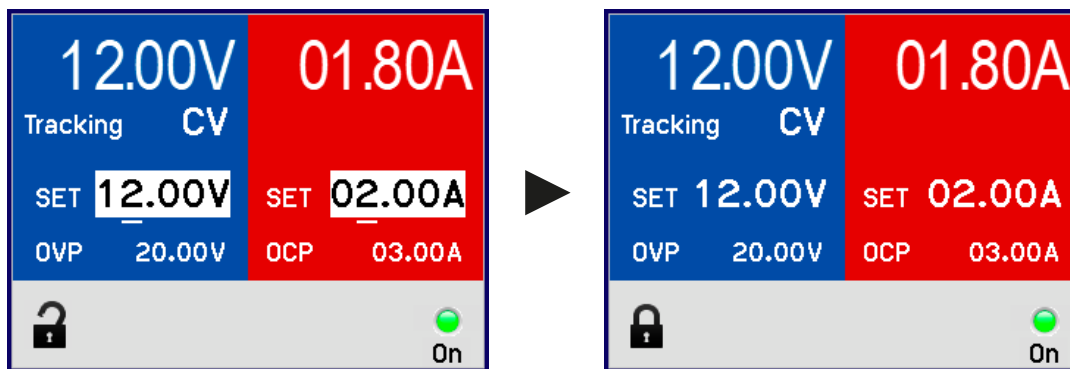 12.00V 01.80A
Tracking CV
SET 12.00V SET 02.00A
OVP 20.00V OCP 03.00A
On
12.00V 01.80A
Tracking CV
SET 12.00V SET 02.00A
OVP 20.00V OCP 03.00A
On